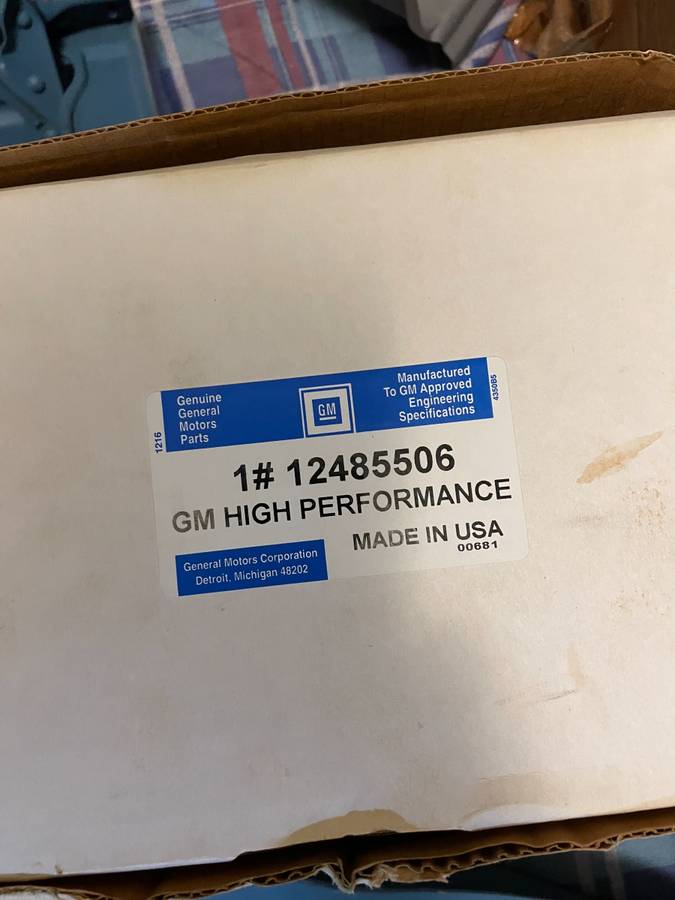 Genuine
General
Motors
Parts
GM
Manufactured
To GM Approved
Engineering
Specifications
4350B5
1216
1# 12485506
GM HIGH PERFORMANCE
MADE IN USA
00681
General Motors Corporation
Detroit, Michigan 48202